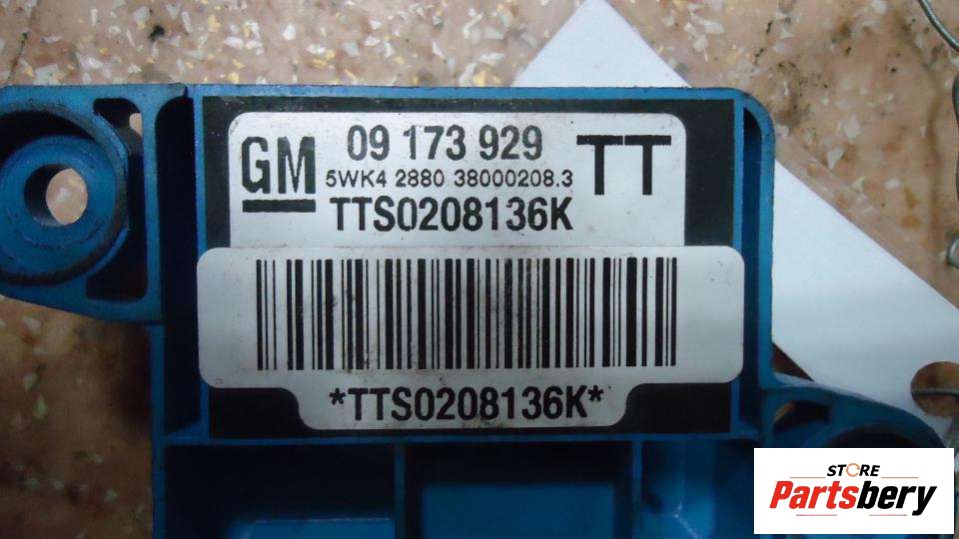 GM 09 173 929 TT
5WK4 2880 38000208.3
TTS0208136K
*TTS0208136K*
STORE
Partsbery